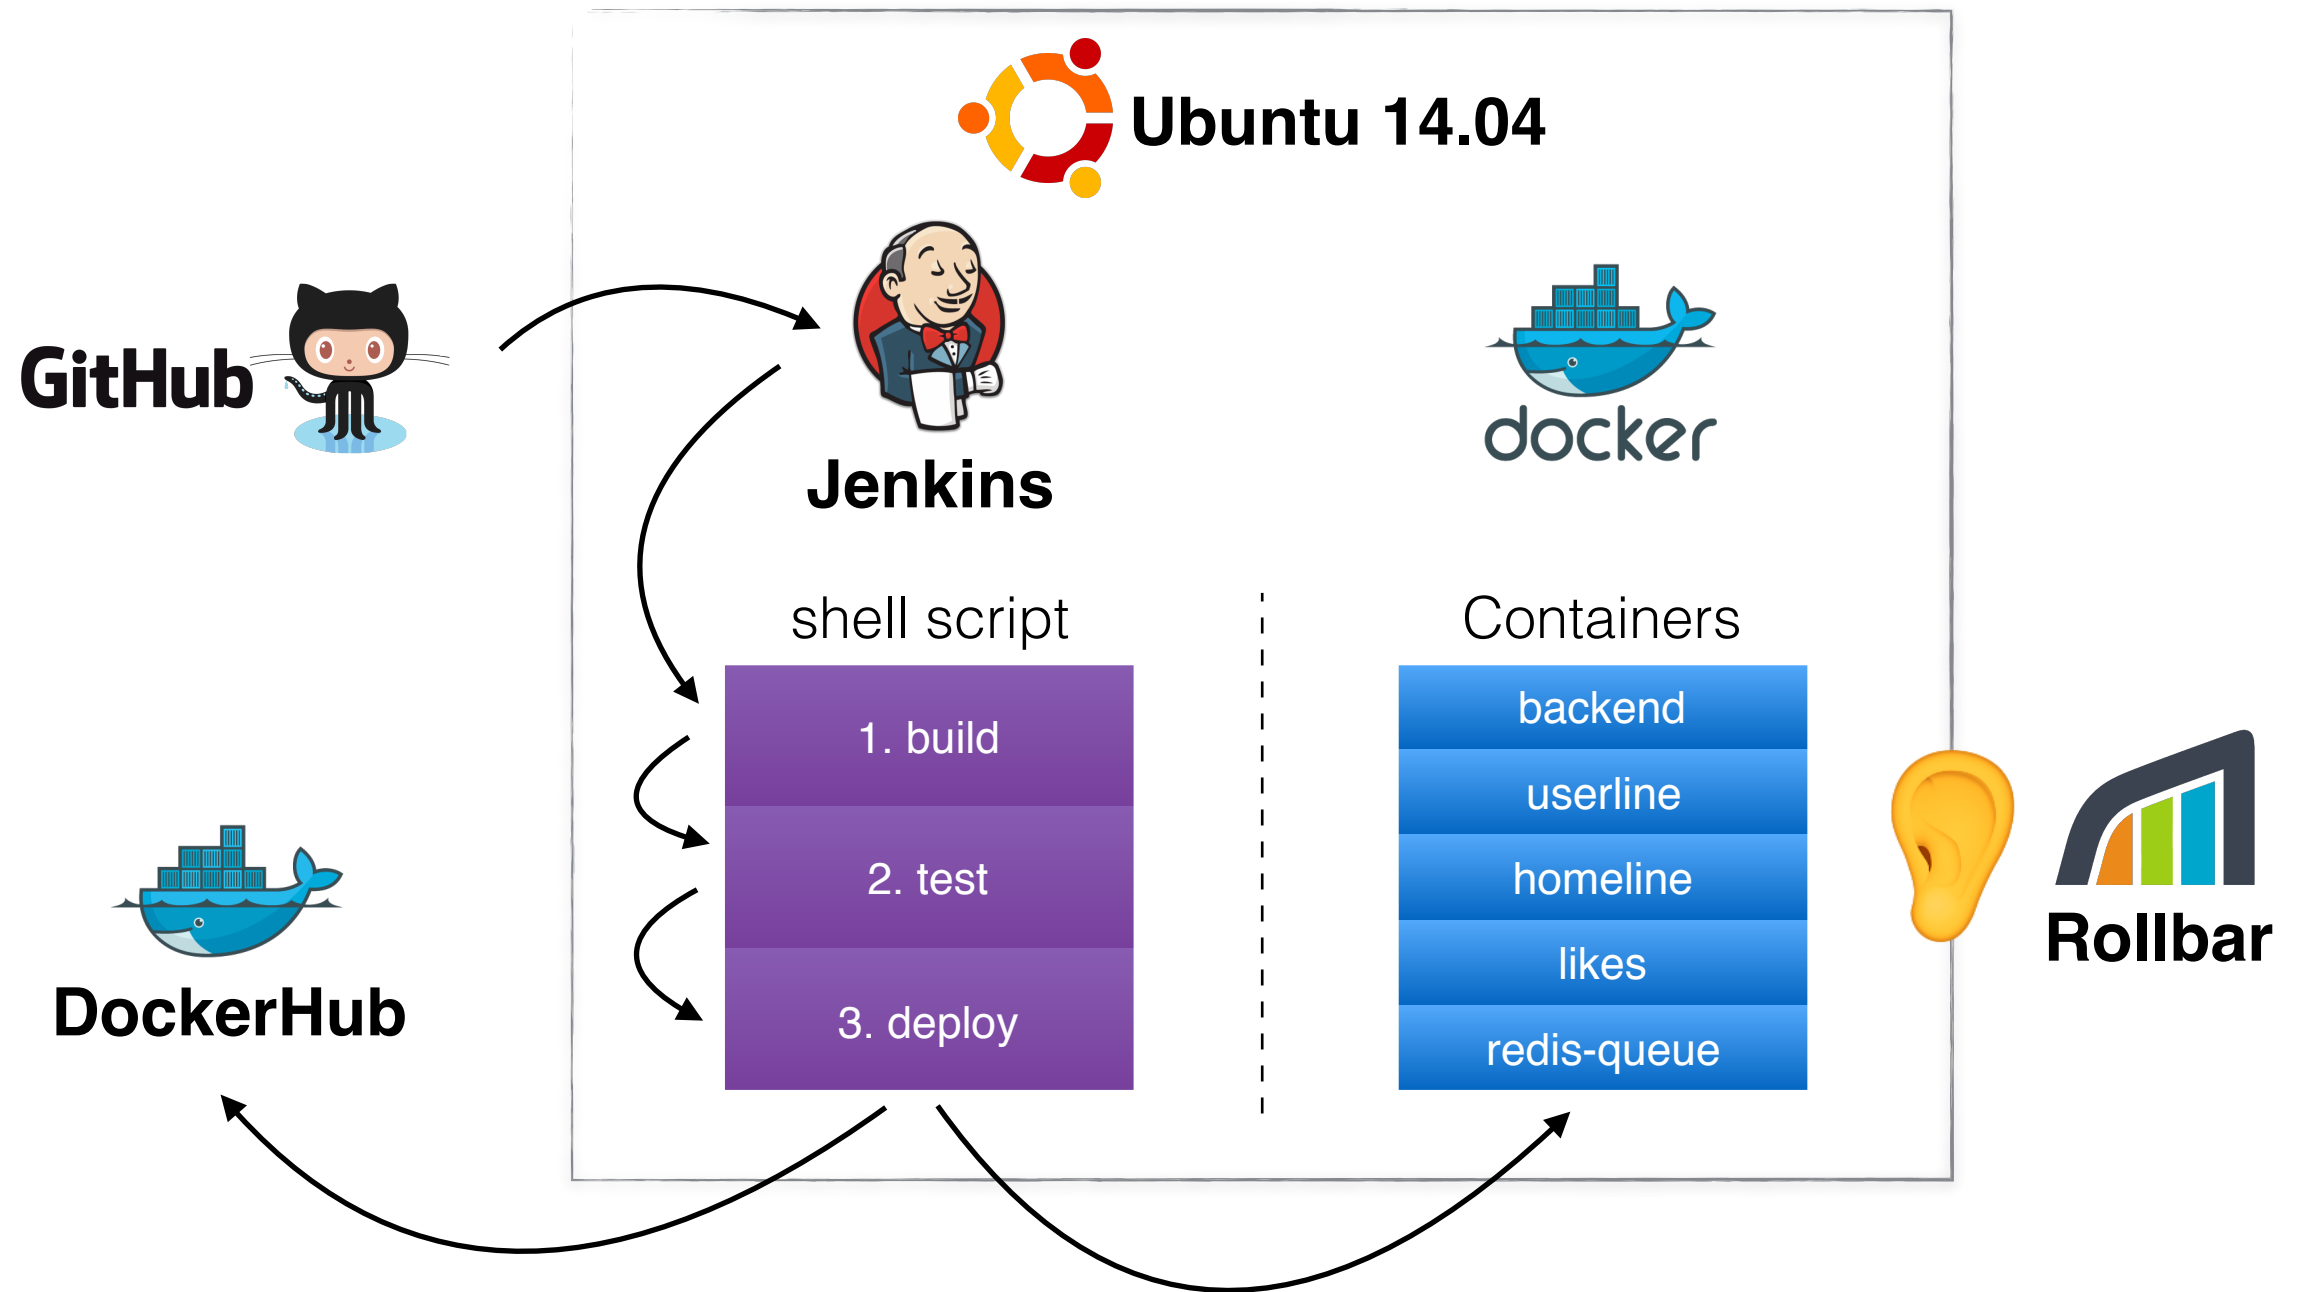 Ubuntu 14.04
GitHub
Jenkins
docker
shell script
1. build
2. test
3. deploy
Containers
backend
userline
homeline
likes
redis-queue
DockerHub
Rollbar